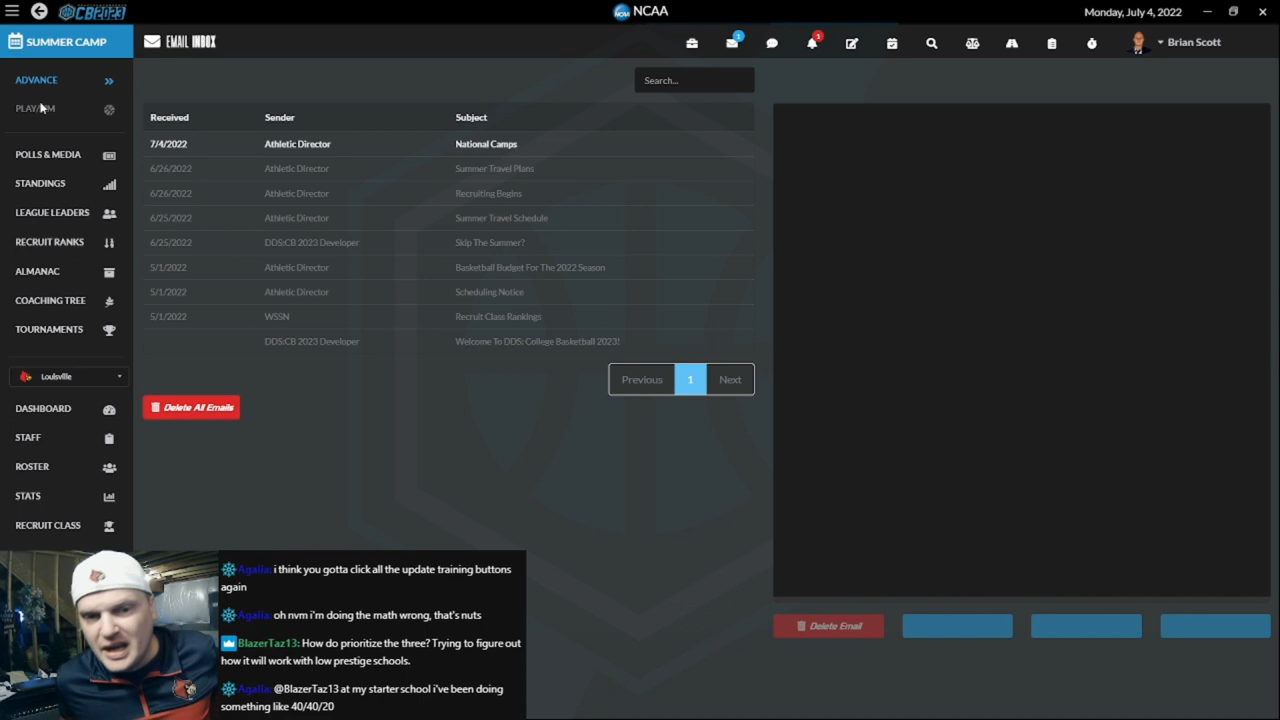 CB2023
NCAA
NCAA
Monday, July 4, 2022
SUMMER CAMP
EMAIL INBOX
1
1
Brian Scott
ADVANCE
Search...
PLAY/SIM
Received Sender Subject
7/4/2022 Athletic Director National Camps
6/26/2022 Athletic Director Summer Travel Plans
6/26/2022 Athletic Director Recruiting Begins
6/25/2022 Athletic Director Summer Travel Schedule
6/25/2022 DDS:CB 2023 Developer Skip The Summer?
5/1/2022 Athletic Director Basketball Budget For The 2022 Season
5/1/2022 Athletic Director Scheduling Notice
5/1/2022 WSSN Recruit Class Rankings
DDS:CB 2023 Developer Welcome To DDS: College Basketball 2023!
Previous 1 Next
Delete All Emails
POLLS & MEDIA
STANDINGS
LEAGUE LEADERS
RECRUIT RANKS
ALMANAC
COACHING TREE
TOURNAMENTS
Louisville
DASHBOARD
STAFF
ROSTER
STATS
RECRUIT CLASS
Agalia: i think you gotta click all the update training buttons
again
Agalia: oh nvm i'm doing the math wrong, that's nuts
BlazerTaz13: How do prioritize the three? Trying to figure out
how it will work with low prestige schools.
Agalia: @BlazerTaz13 at my starter school i've been doing
something like 40/40/20
Delete Email